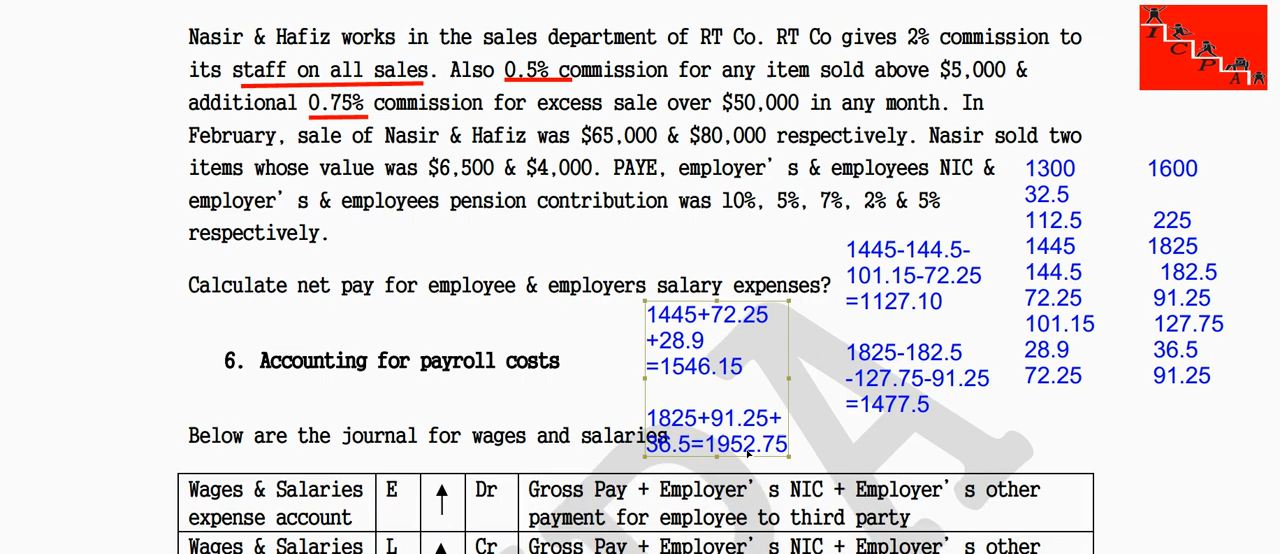 Nasir & Hafiz works in the sales department of RT Co. RT Co gives 2% commission to
its staff on all sales. Also 0.5% commission for any item sold above $5,000 &
additional 0.75% commission for excess sale over $50,000 in any month. In
February, sale of Nasir & Hafiz was $65,000 & $80,000 respectively. Nasir sold two
items whose value was $6,500 & $4,000. PAYE, employer' s & employees NIC &
employer' s & employees pension contribution was 10%, 5%, 7%, 2% & 5%
respectively.
Calculate net pay for employee & employers salary expenses?
I C P A
1300 1600
32.5
112.5 225
1445 1825
144.5 182.5
72.25 91.25
101.15 127.75
28.9 36.5
72.25 91.25
1445-144.5-
101.15-72.25
=1127.10
1825-182.5
-127.75-91.25
=1477.5
1445+72.25
+28.9
=1546.15
1825+91.25+
36.5=1952.75
6. Accounting for payroll costs
Below are the journal for wages and salaries
Wages & Salaries E ↑ Dr Gross Pay + Employer' s NIC + Employer' s other
expense account payment for employee to third party
Wages & Salaries L ↑ Cr Gross Pay + Employer' s NIC + Employer' s other
PDA